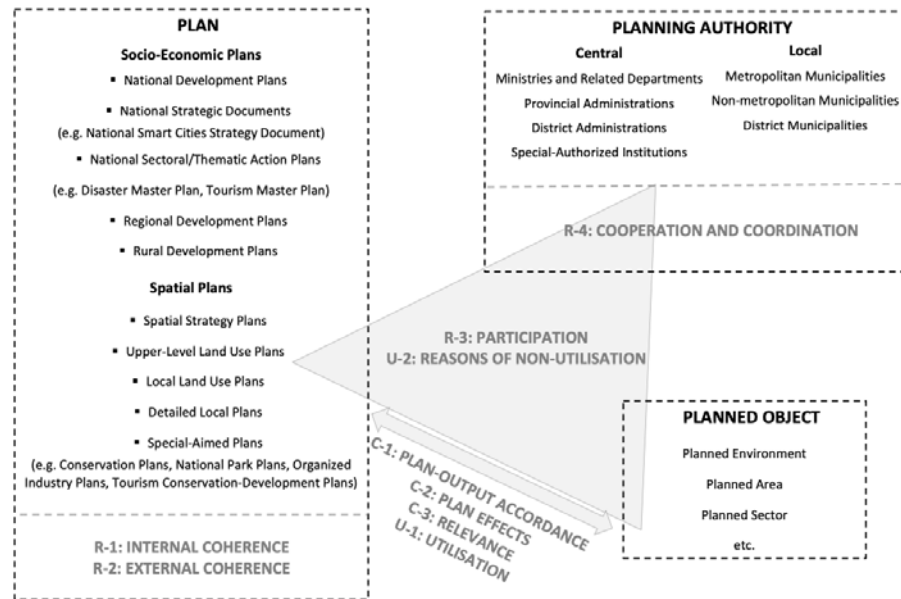 PLAN
Socio-Economic Plans
▪ National Development Plans
▪ National Strategic Documents
(e.g. National Smart Cities Strategy Document)
▪ National Sectoral/Thematic Action Plans
(e.g. Disaster Master Plan, Tourism Master Plan)
▪ Regional Development Plans
▪ Rural Development Plans
Spatial Plans
▪ Spatial Strategy Plans
▪ Upper-Level Land Use Plans
▪ Local Land Use Plans
▪ Detailed Local Plans
▪ Special-Aimed Plans
(e.g. Conservation Plans, National Park Plans, Organized
Industry Plans, Tourism Conservation-Development Plans)
R-1: INTERNAL COHERENCE
R-2: EXTERNAL COHERENCE
PLANNING AUTHORITY
Central
Ministries and Related Departments
Provincial Administrations
District Administrations
Special-Authorized Institutions
Local
Metropolitan Municipalities
Non-metropolitan Municipalities
District Municipalities
R-4: COOPERATION AND COORDINATION
R-3: PARTICIPATION
U-2: REASONS OF NON-UTILISATION
C-1: PLAN-OUTPUT ACCORDANCE
C-2: PLAN EFFECTS
C-3: RELEVANCE
U-1: UTILISATION
PLANNED OBJECT
Planned Environment
Planned Area
Planned Sector
etc.